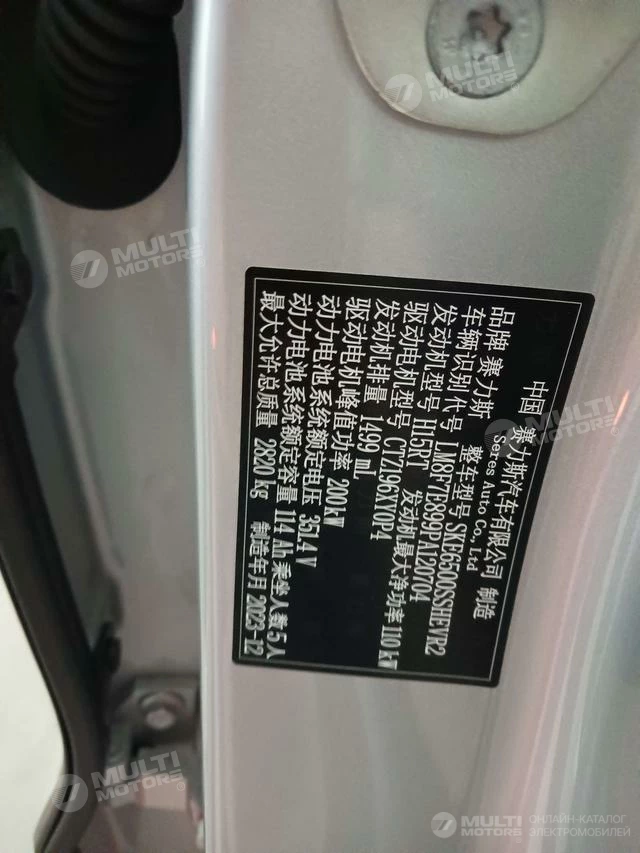 中国 赛力斯汽车有限公司 制造
Seres Auto Co., Ltd
品牌 赛力斯 整车型号 SKE6500SSHEVR2
车辆识别代号 LM8F7E899PA120704
发动机型号 H15RT 发动机最大净功率 110 kW
驱动电机型号 CTZ196XY0P4
发动机排量 1499 mL
驱动电机峰值功率 200 kW
动力电池系统额定电压 351.4 V
动力电池系统额定容量 114 Ah 乘坐人数 5 人
最大允许总质量 2820 kg 制造年月 2023-12
MULTI
MOTORS
MULTI
MOTORS
MULTI
MOTORS
MULTI
MOTORS
MULTI
MOTORS
ОНЛАЙН-КАТАЛОГ
ЭЛЕКТРОМОБИЛЕЙ